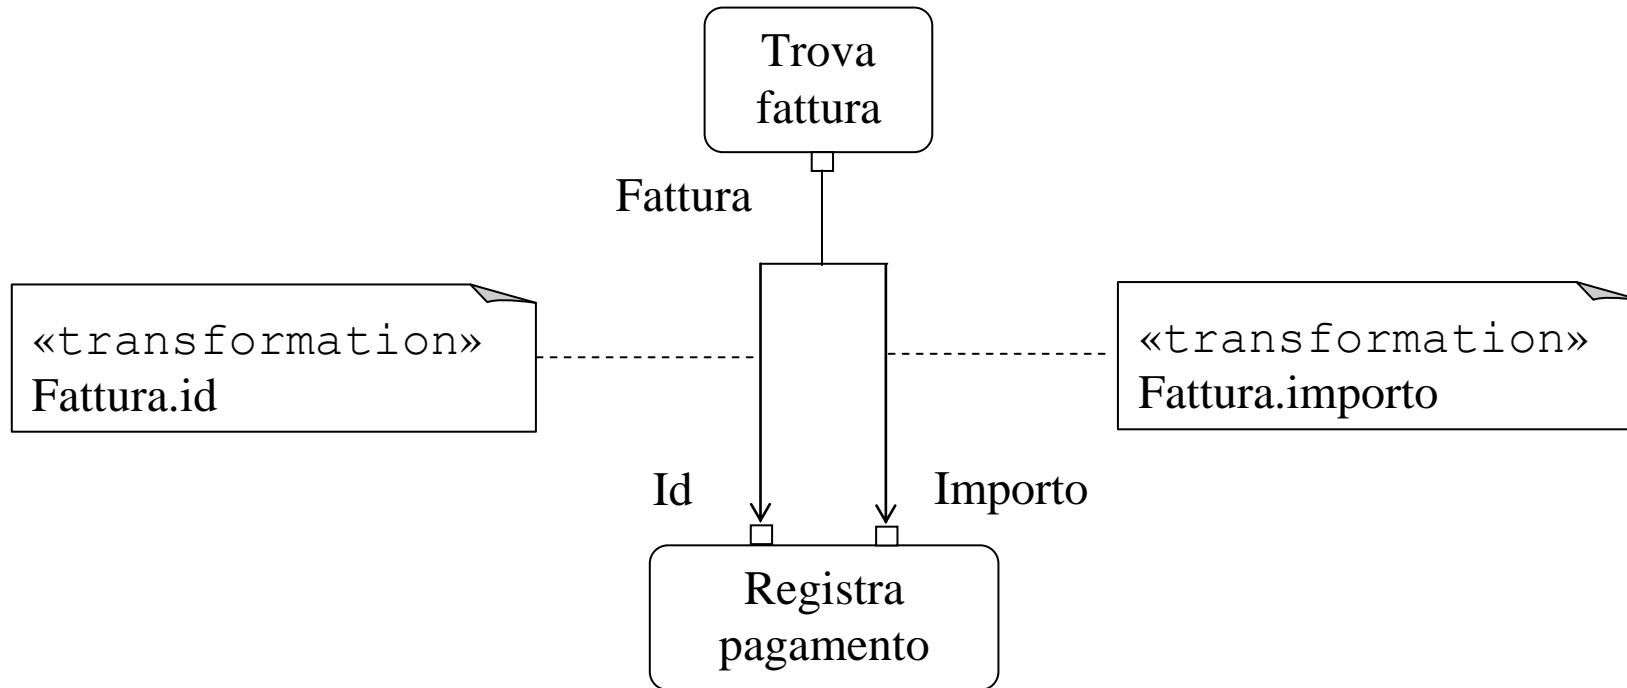 Trova
fattura
Fattura
«transformation»
Fattura.id
«transformation»
Fattura.importo
Id
Importo
Registra
pagamento